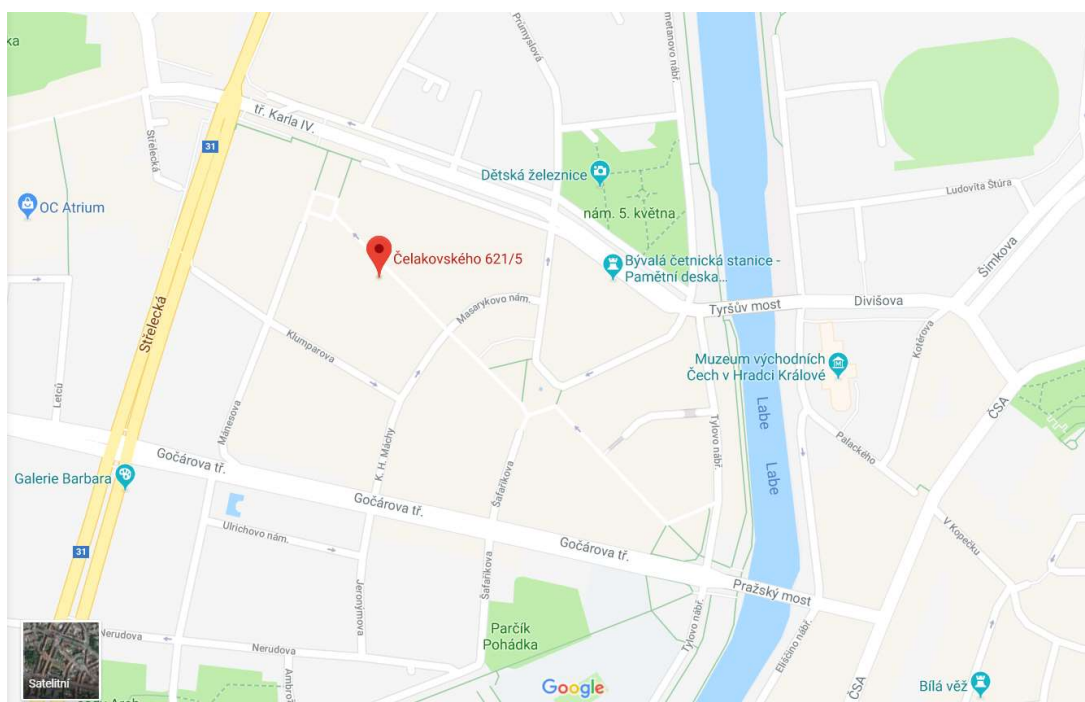 ka
Průmyslová
metanovo nábř.
tř. Karla IV.
Střelecká
31
Dětská železnice
nám. 5. května
Ludovíta Štúra
OC Atrium
Čelakovského 621/5
Bývalá četnická stanice -
Pamětní deska...
Šimkova
Masarykovo nám.
Tyršův most
Divišova
Střelecká
Klumparova
Kotěrova
Muzeum východních
Čech v Hradci Králové
Letců
Mánesova
Labe
ČSA
K. H. Máchy
Tylovo nábř.
Palackého
Gočárova tř.
Galerie Barbara
Šafaříkova
Labe
Gočárova tř.
Ulrichovo nám.
Gočárova tř.
V Kopečku
31
Jeronýmova
Šafaříkova
Pražský most
Nerudova
Nerudova
Parčík
Pohádka
Tylovo nábř.
Eliščino nábř.
Ambrož
Satelitní
Google
ČSA
Bílá věž